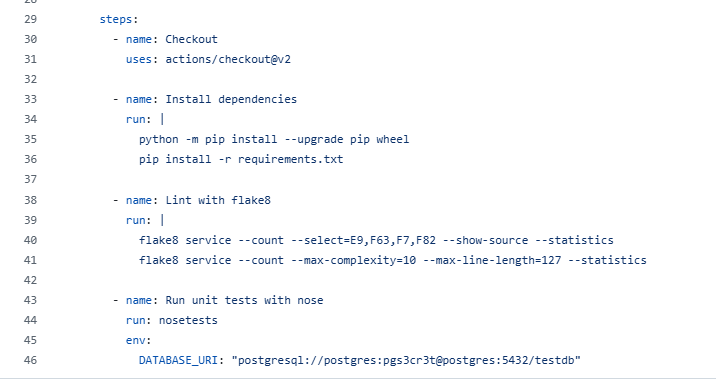 28
29 steps:
30 - name: Checkout
31 uses: actions/checkout@v2
32
33 - name: Install dependencies
34 run: |
35 python -m pip install --upgrade pip wheel
36 pip install -r requirements.txt
37
38 - name: Lint with flake8
39 run: |
40 flake8 service --count --select=E9,F63,F7,F82 --show-source --statistics
41 flake8 service --count --max-complexity=10 --max-line-length=127 --statistics
42
43 - name: Run unit tests with nose
44 run: nosetests
45 env:
46 DATABASE_URI: "postgresql://postgres:pgs3cr3t@postgres:5432/testdb"